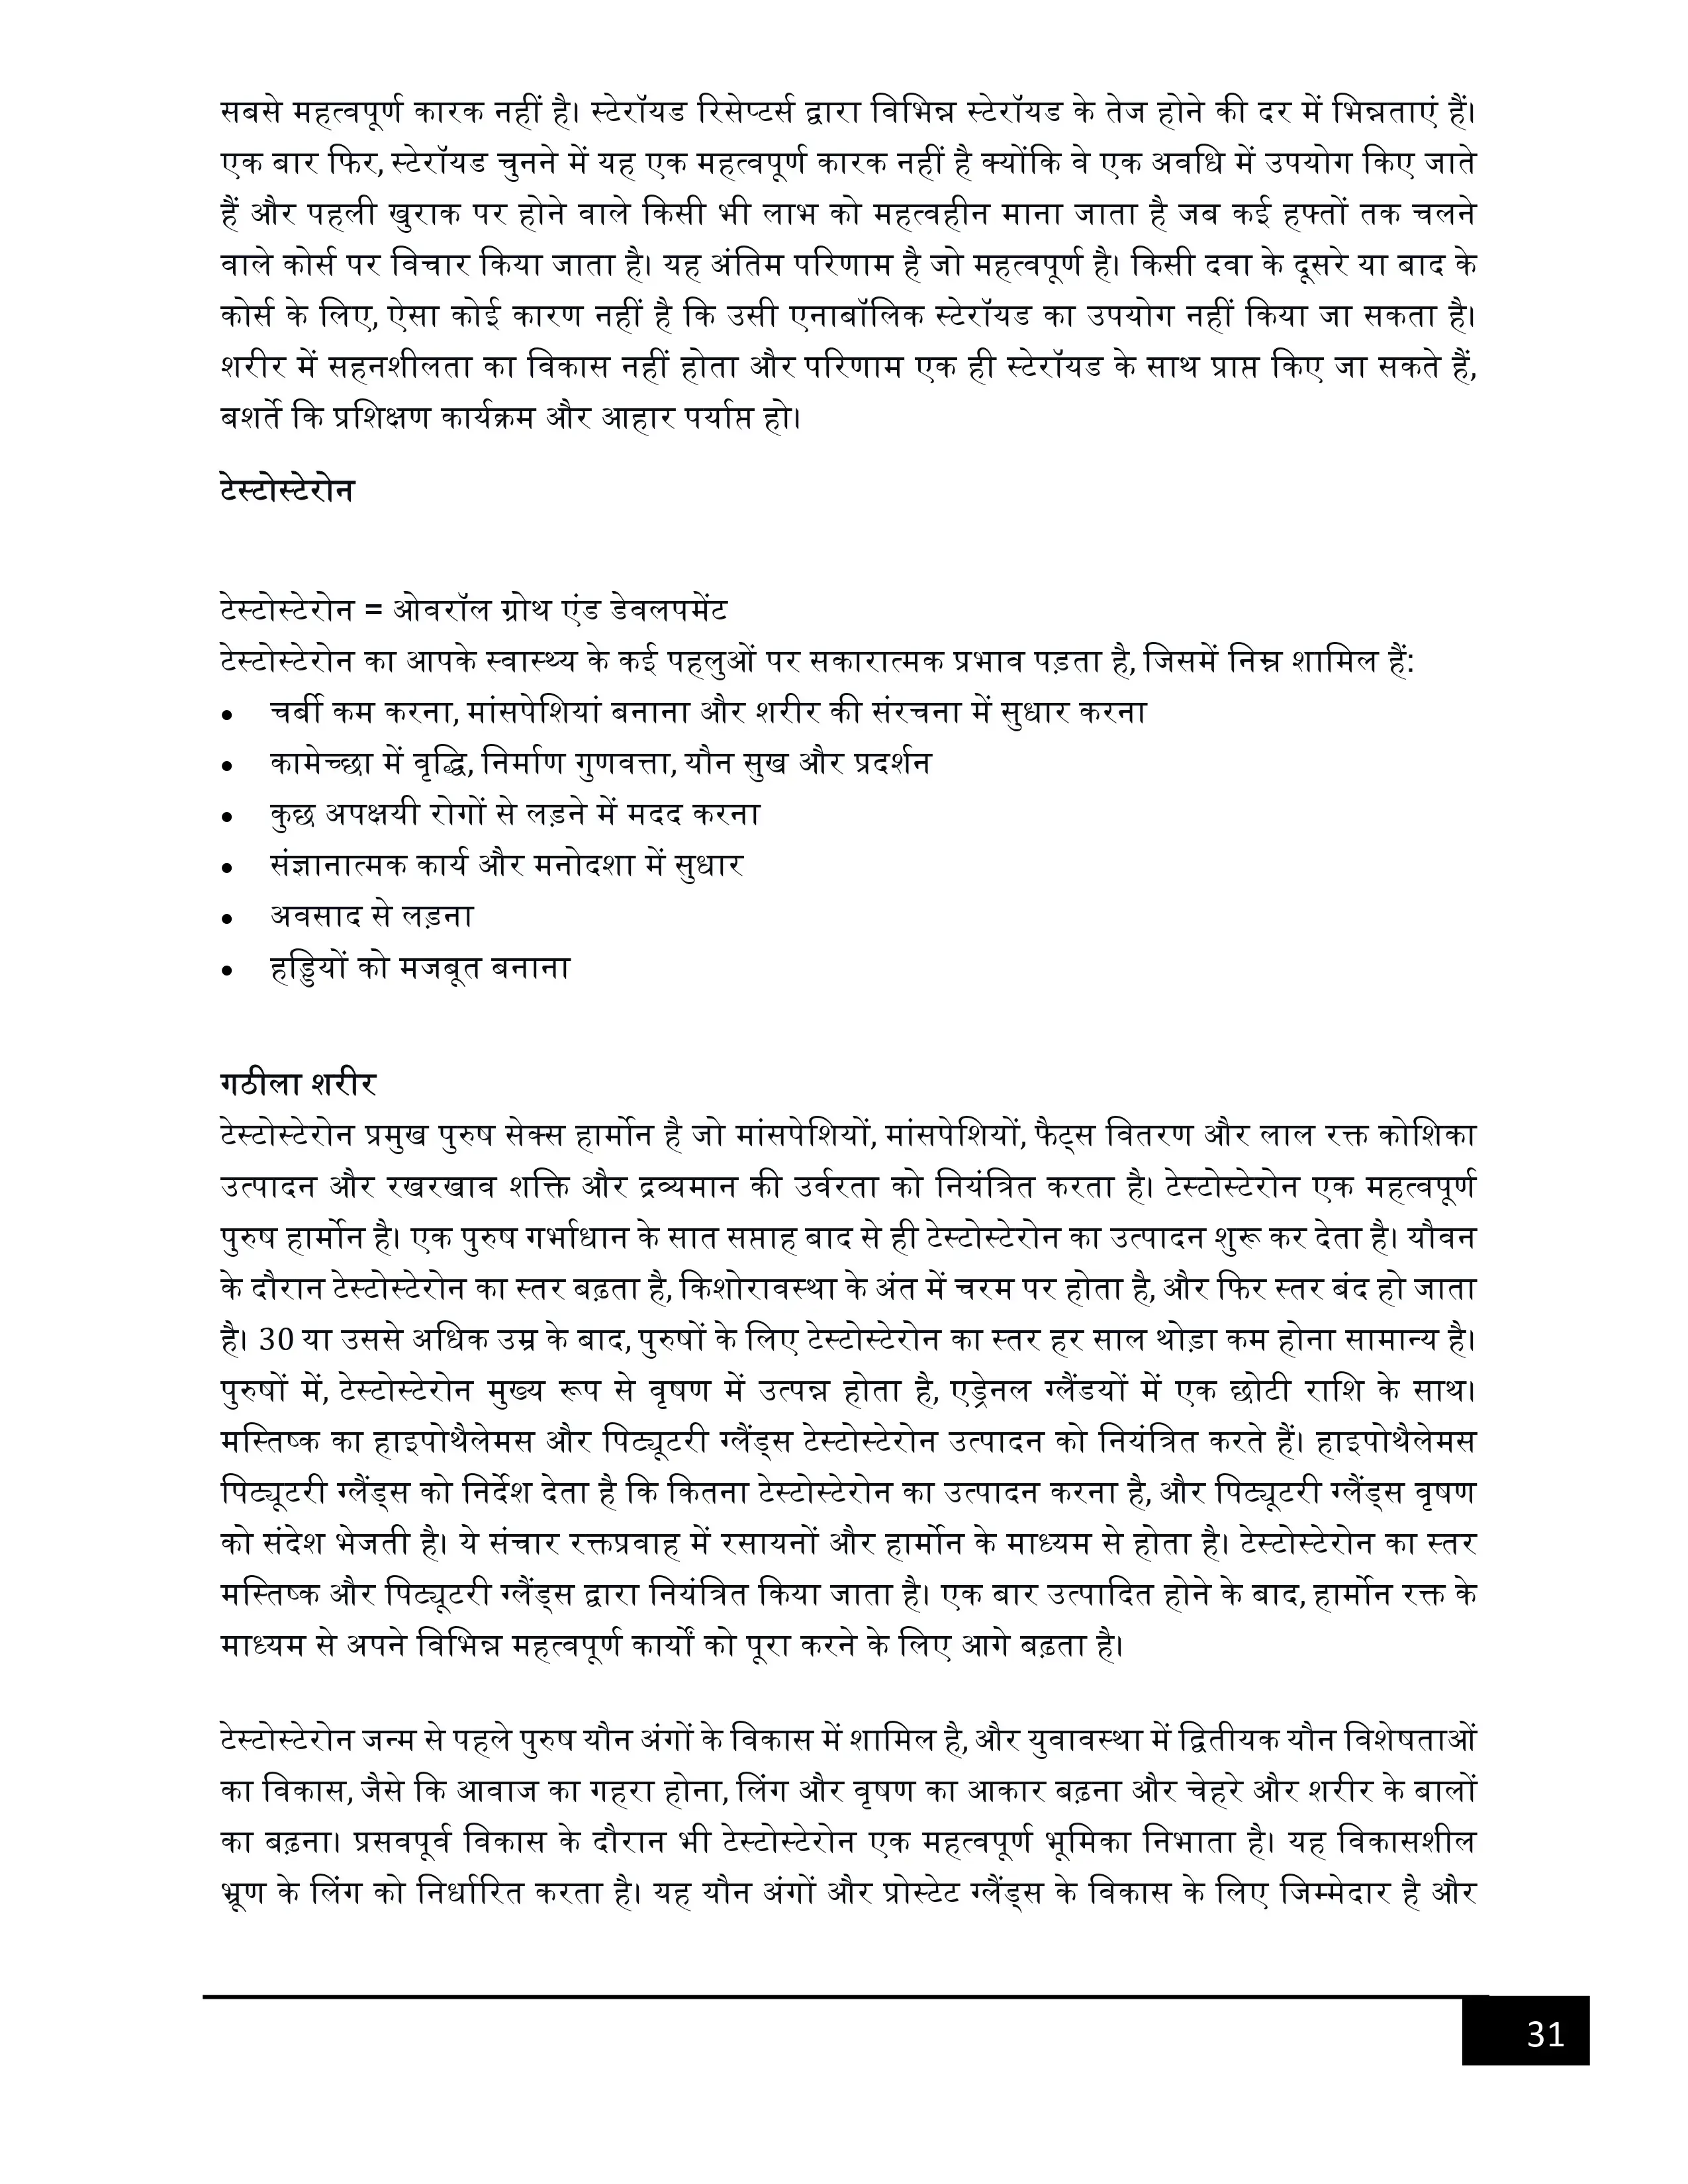 सबसे महत्वपूर्ण कारक नहीं है। स्टेरॉयड रिसेप्टर्स द्वारा विभिन्न स्टेरॉयड के तेज होने की दर में भिन्नताएं हैं।
एक बार फिर, स्टेरॉयड चुनने में यह एक महत्वपूर्ण कारक नहीं है क्योंकि वे एक अवधि में उपयोग किए जाते
हैं और पहली खुराक पर होने वाले किसी भी लाभ को महत्वहीन माना जाता है जब कई हफ्तों तक चलने
वाले कोर्स पर विचार किया जाता है। यह अंतिम परिणाम है जो महत्वपूर्ण है। किसी दवा के दूसरे या बाद के
कोर्स के लिए, ऐसा कोई कारण नहीं है कि उसी एनाबॉलिक स्टेरॉयड का उपयोग नहीं किया जा सकता है।
शरीर में सहनशीलता का विकास नहीं होता और परिणाम एक ही स्टेरॉयड के साथ प्राप्त किए जा सकते हैं,
बशर्ते कि प्रशिक्षण कार्यक्रम और आहार पर्याप्त हो।
टेस्टोस्टेरोन
टेस्टोस्टेरोन = ओवरॉल ग्रोथ एंड डेवलपमेंट
टेस्टोस्टेरोन का आपके स्वास्थ्य के कई पहलुओं पर सकारात्मक प्रभाव पड़ता है, जिसमें निम्न शामिल हैं:
• चर्बी कम करना, मांसपेशियां बनाना और शरीर की संरचना में सुधार करना
• कामेच्छा में वृद्धि, निर्माण गुणवत्ता, यौन सुख और प्रदर्शन
• कुछ अपक्षयी रोगों से लड़ने में मदद करना
• संज्ञानात्मक कार्य और मनोदशा में सुधार
• अवसाद से लड़ना
• हड्डियों को मजबूत बनाना
गठीला शरीर
टेस्टोस्टेरोन प्रमुख पुरुष सेक्स हार्मोन है जो मांसपेशियों, मांसपेशियों, फैट्स वितरण और लाल रक्त कोशिका
उत्पादन और रखरखाव शक्ति और द्रव्यमान की उर्वरता को नियंत्रित करता है। टेस्टोस्टेरोन एक महत्वपूर्ण
पुरुष हार्मोन है। एक पुरुष गर्भाधान के सात सप्ताह बाद से ही टेस्टोस्टेरोन का उत्पादन शुरू कर देता है। यौवन
के दौरान टेस्टोस्टेरोन का स्तर बढ़ता है, किशोरावस्था के अंत में चरम पर होता है, और फिर स्तर बंद हो जाता
है। 30 या उससे अधिक उम्र के बाद, पुरुषों के लिए टेस्टोस्टेरोन का स्तर हर साल थोड़ा कम होना सामान्य है।
पुरुषों में, टेस्टोस्टेरोन मुख्य रूप से वृषण में उत्पन्न होता है, एड्रेनल ग्लैंडयों में एक छोटी राशि के साथ।
मस्तिष्क का हाइपोथैलेमस और पिट्यूटरी ग्लैंड्स टेस्टोस्टेरोन उत्पादन को नियंत्रित करते हैं। हाइपोथैलेमस
पिट्यूटरी ग्लैंड्स को निर्देश देता है कि कितना टेस्टोस्टेरोन का उत्पादन करना है, और पिट्यूटरी ग्लैंड्स वृषण
को संदेश भेजती है। ये संचार रक्तप्रवाह में रसायनों और हार्मोन के माध्यम से होता है। टेस्टोस्टेरोन का स्तर
मस्तिष्क और पिट्यूटरी ग्लैंड्स द्वारा नियंत्रित किया जाता है। एक बार उत्पादित होने के बाद, हार्मोन रक्त के
माध्यम से अपने विभिन्न महत्वपूर्ण कार्यों को पूरा करने के लिए आगे बढ़ता है।
टेस्टोस्टेरोन जन्म से पहले पुरुष यौन अंगों के विकास में शामिल है, और युवावस्था में द्वितीयक यौन विशेषताओं
का विकास, जैसे कि आवाज का गहरा होना, लिंग और वृषण का आकार बढ़ना और चेहरे और शरीर के बालों
का बढ़ना। प्रसवपूर्व विकास के दौरान भी टेस्टोस्टेरोन एक महत्वपूर्ण भूमिका निभाता है। यह विकासशील
भ्रूण के लिंग को निर्धारित करता है। यह यौन अंगों और प्रोस्टेट ग्लैंड्स के विकास के लिए जिम्मेदार है और
31